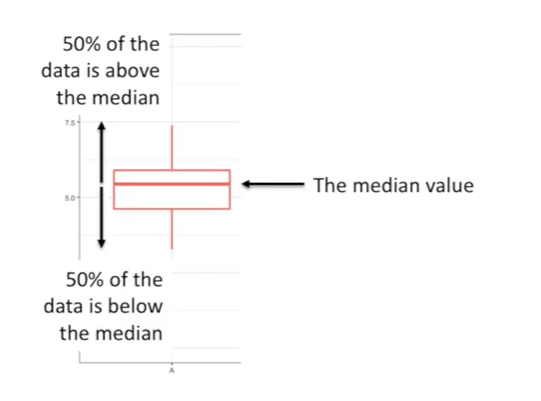 50% of the
data is above
the median
7.5
The median value
5.0
50% of the
data is below
the median
A